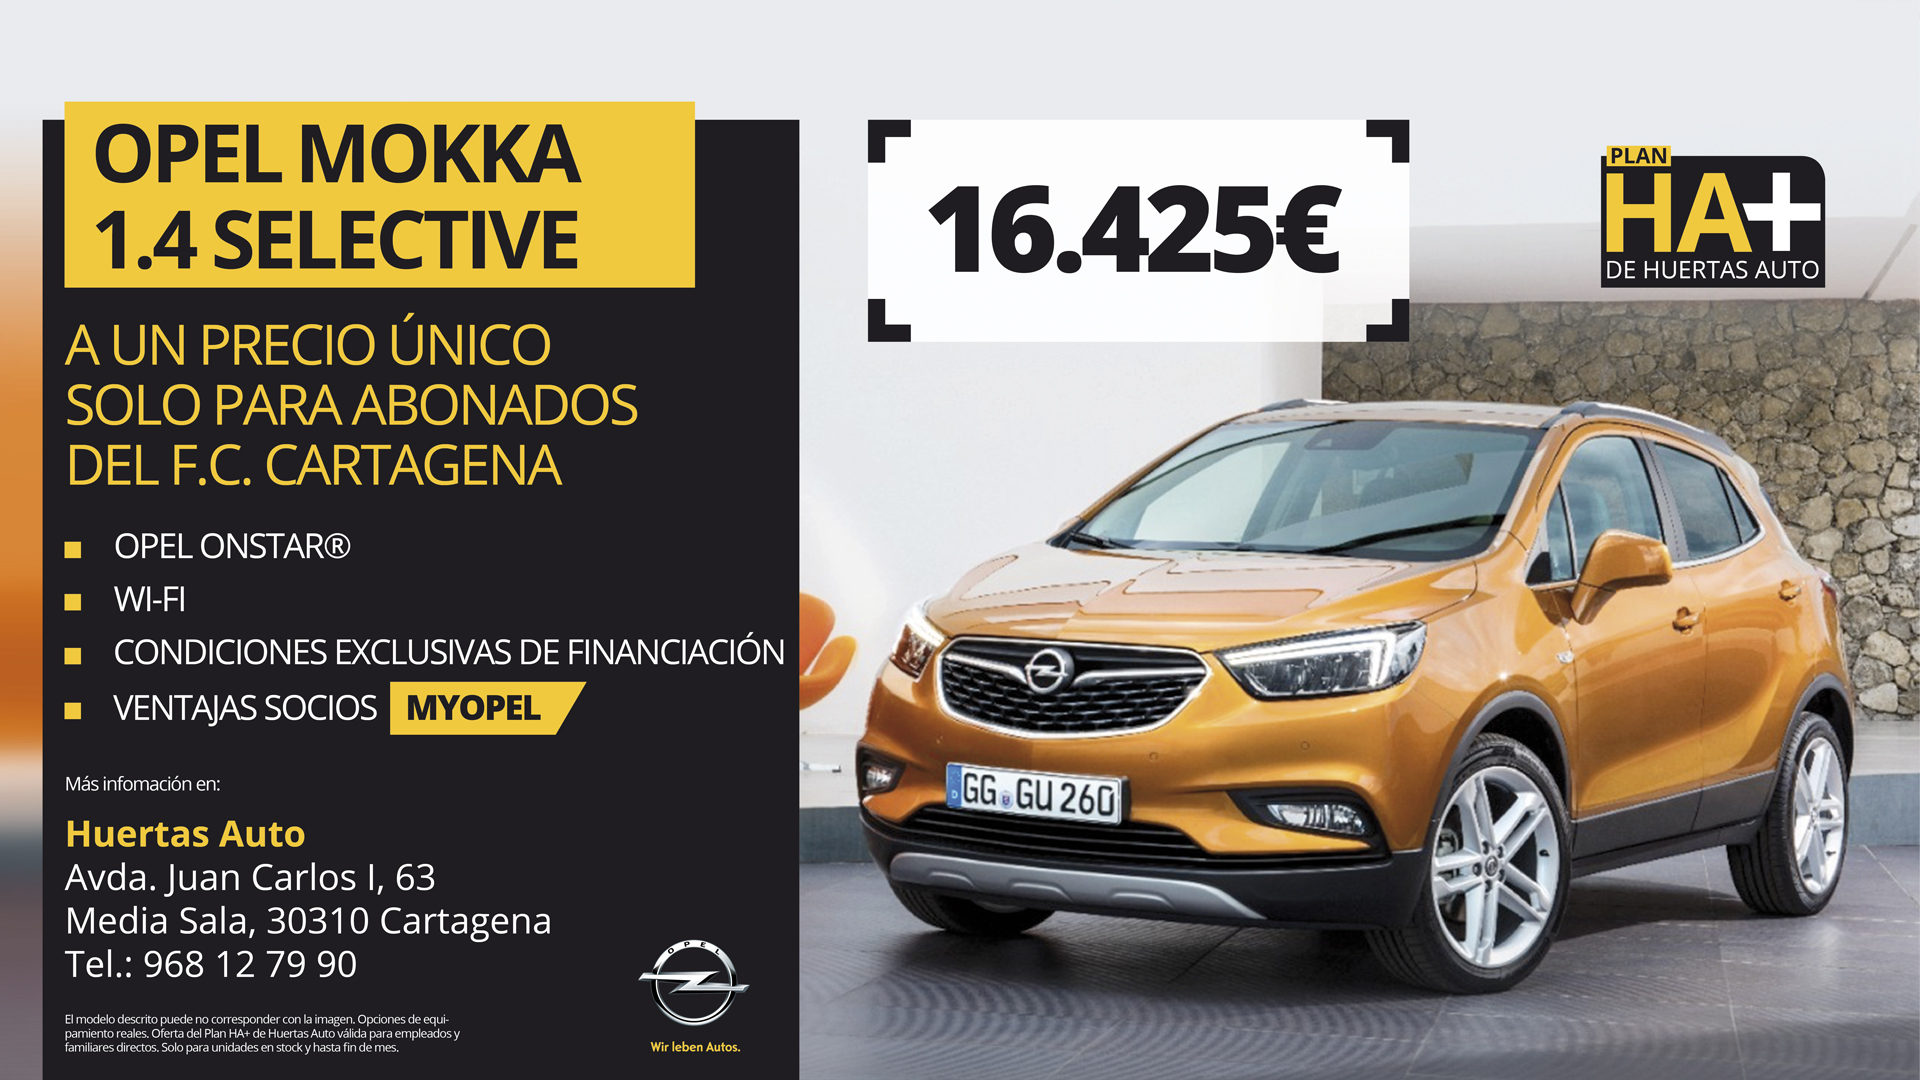 OPEL MOKKA
1.4 SELECTIVE
A UN PRECIO ÚNICO
SOLO PARA ABONADOS
DEL F.C. CARTAGENA
OPEL ONSTAR®
WI-FI
CONDICIONES EXCLUSIVAS DE FINANCIACIÓN
VENTAJAS SOCIOS MYOPEL
Más infomación en:
Huertas Auto
Avda. Juan Carlos I, 63
Media Sala, 30310 Cartagena
Tel.: 968 12 79 90
El modelo descrito puede no corresponder con la imagen. Opciones de equi-
pamiento reales. Oferta del Plan HA+ de Huertas Auto válida para empleados y
familiares directos. Solo para unidades en stock y hasta fin de mes.
OPEL
Wir leben Autos.
16.425€
PLAN
HA+
DE HUERTAS AUTO
D GG GU 260